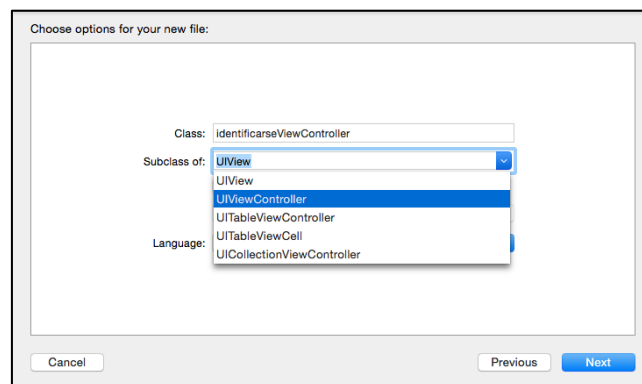 Choose options for your new file:
Class: identificarseViewController
Subclass of: UIView
UIView
UIViewController
UITableViewController
Language:
UITableViewCell
UICollectionViewController
Cancel Previous Next